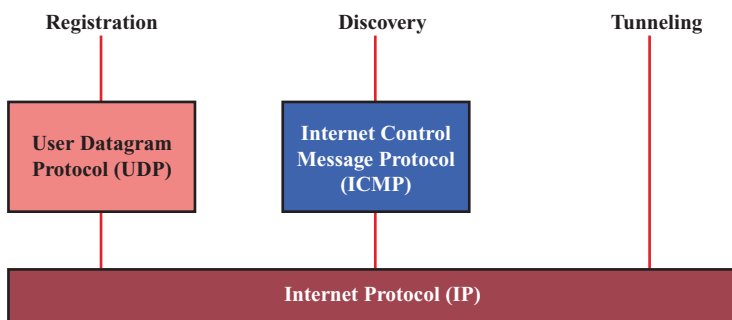 Registration
Discovery
Tunneling
User Datagram
Protocol (UDP)
Internet Control
Message Protocol
(ICMP)
Internet Protocol (IP)